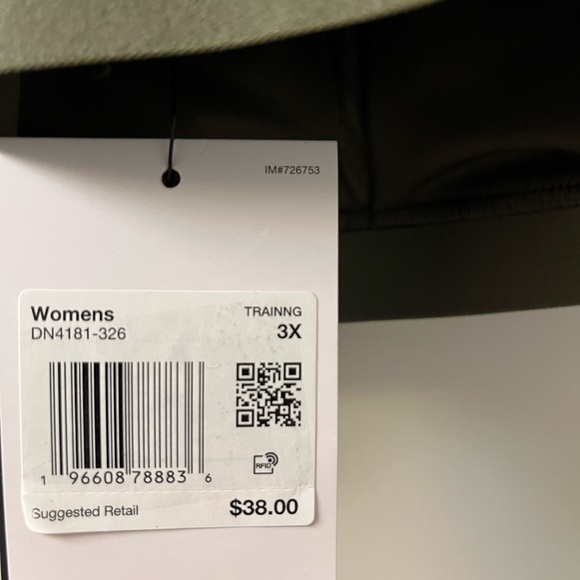 IM#726753
Womens
TRAINNG
DN4181-326
3X
RFID
1 96608 78883 6
Suggested Retail
$38.00